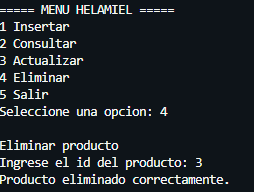 ===== MENU HELAMIEL =====
1 Insertar
2 Consultar
3 Actualizar
4 Eliminar
5 Salir
Seleccione una opcion: 4
Eliminar producto
Ingrese el id del producto: 3
Producto eliminado correctamente.